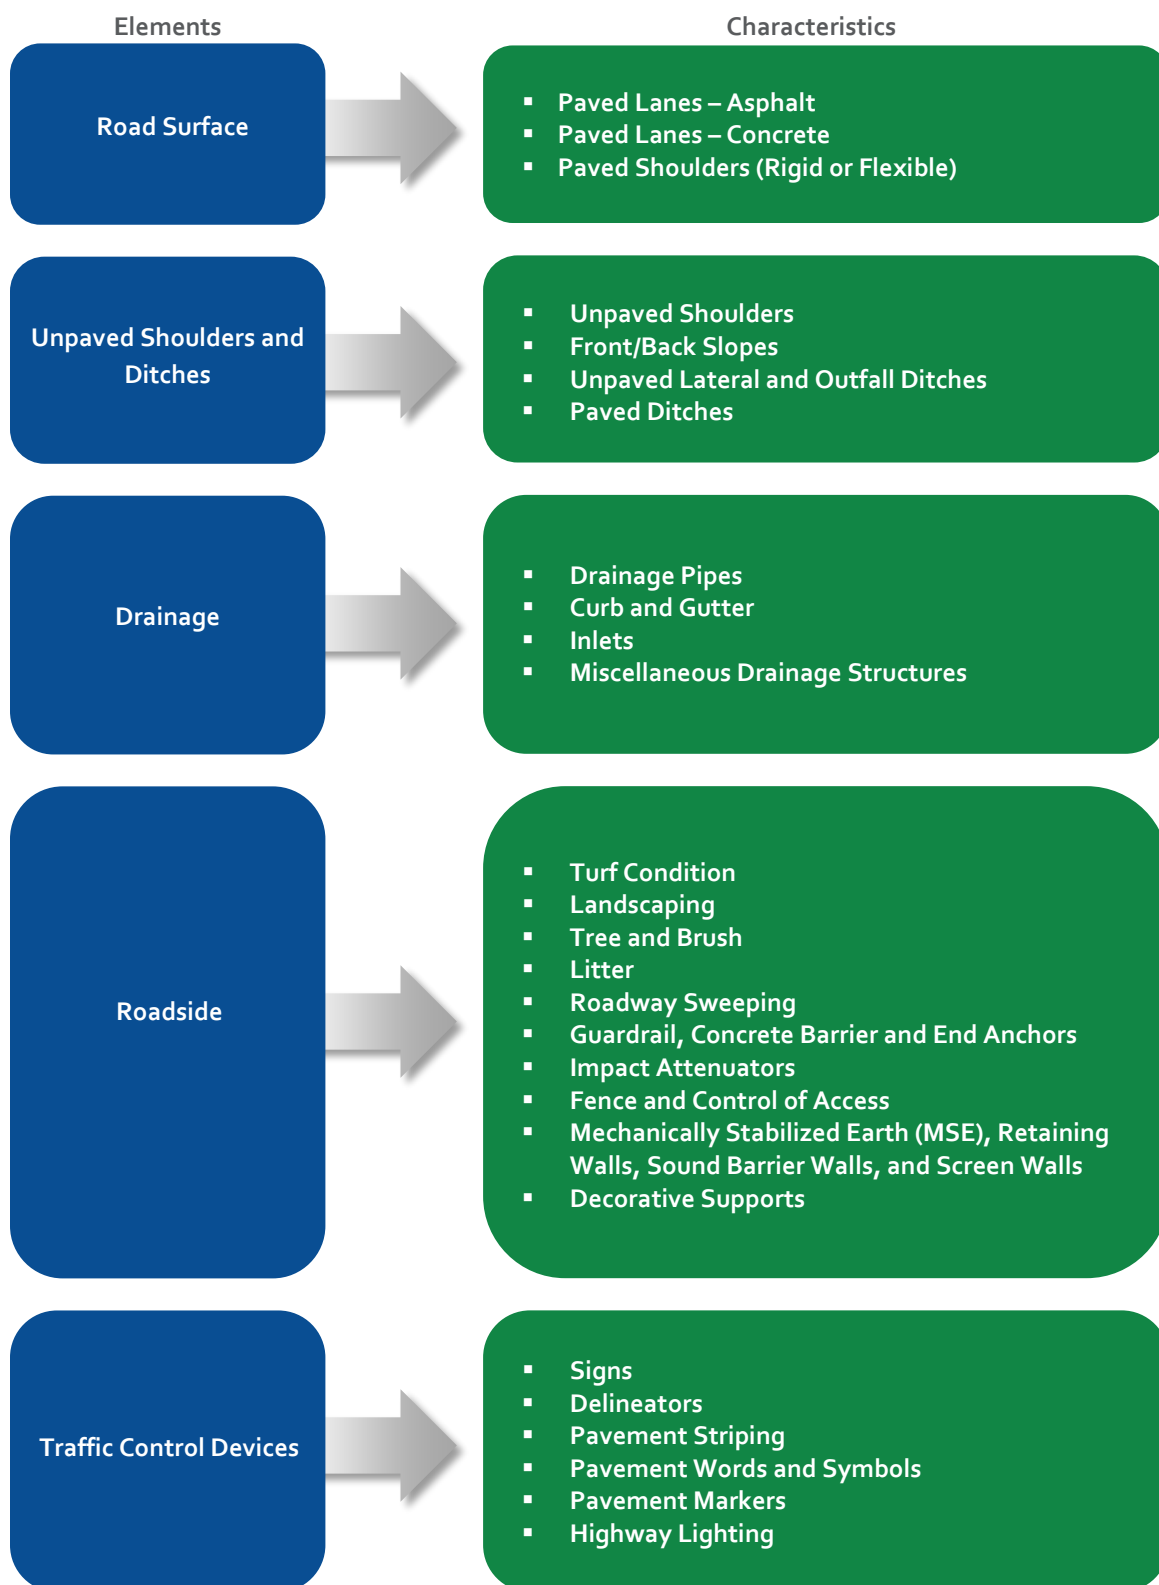 Elements
Characteristics
Road Surface
▪ Paved Lanes – Asphalt
▪ Paved Lanes – Concrete
▪ Paved Shoulders (Rigid or Flexible)
Unpaved Shoulders and
Ditches
▪ Unpaved Shoulders
▪ Front/Back Slopes
▪ Unpaved Lateral and Outfall Ditches
▪ Paved Ditches
Drainage
▪ Drainage Pipes
▪ Curb and Gutter
▪ Inlets
▪ Miscellaneous Drainage Structures
Roadside
▪ Turf Condition
▪ Landscaping
▪ Tree and Brush
▪ Litter
▪ Roadway Sweeping
▪ Guardrail, Concrete Barrier and End Anchors
▪ Impact Attenuators
▪ Fence and Control of Access
▪ Mechanically Stabilized Earth (MSE), Retaining
Walls, Sound Barrier Walls, and Screen Walls
▪ Decorative Supports
Traffic Control Devices
▪ Signs
▪ Delineators
▪ Pavement Striping
▪ Pavement Words and Symbols
▪ Pavement Markers
▪ Highway Lighting